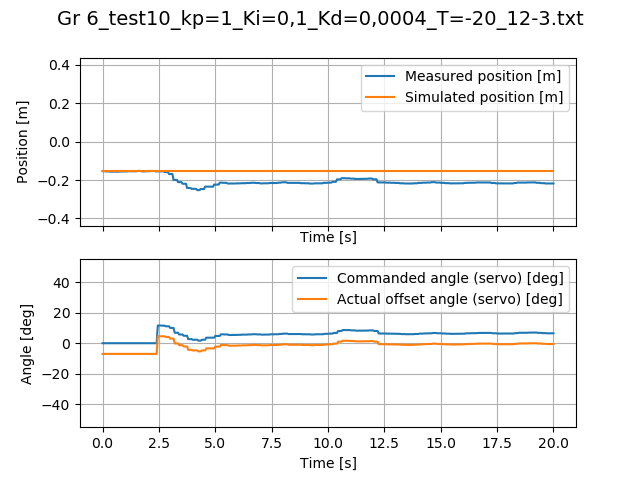 Gr 6_test10_kp=1_Ki=0,1_Kd=0,0004_T=-20_12-3.txt
0.4
0.2
0.0
−0.2
−0.4
Position [m]
Measured position [m]
Simulated position [m]
Time [s]
40
20
0
−20
−40
Angle [deg]
Commanded angle (servo) [deg]
Actual offset angle (servo) [deg]
0.0 2.5 5.0 7.5 10.0 12.5 15.0 17.5 20.0
Time [s]